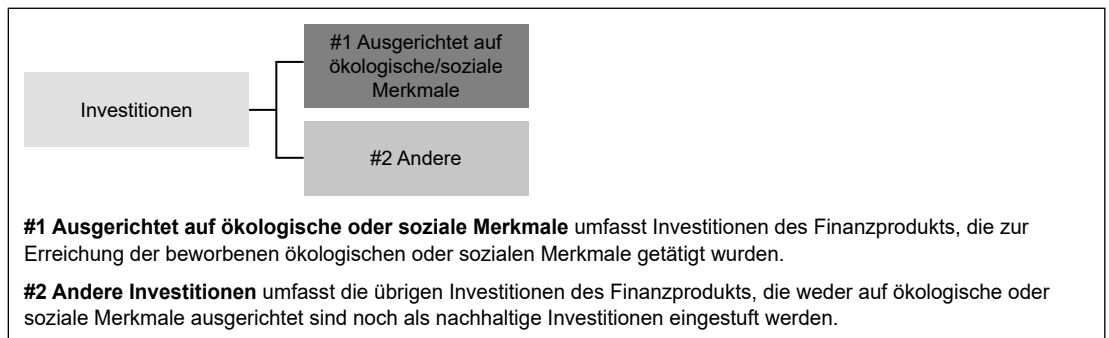 #1 Ausgerichtet auf
ökologische/soziale
Merkmale
Investitionen
#2 Andere
#1 Ausgerichtet auf ökologische oder soziale Merkmale umfasst Investitionen des Finanzprodukts, die zur
Erreichung der beworbenen ökologischen oder sozialen Merkmale getätigt wurden.
#2 Andere Investitionen umfasst die übrigen Investitionen des Finanzprodukts, die weder auf ökologische oder
soziale Merkmale ausgerichtet sind noch als nachhaltige Investitionen eingestuft werden.